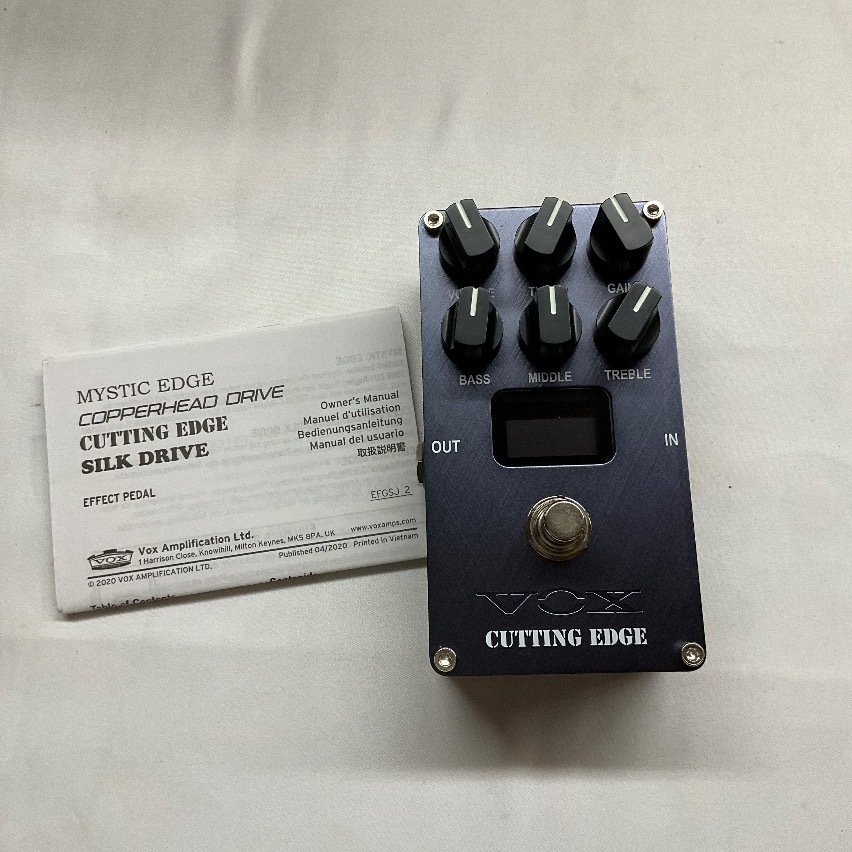 MYSTIC EDGE
COPPERHEAD DRIVE
CUTTING EDGE
SILK DRIVE
Owner's Manual
Manuel d'utilisation
Bedienungsanleitung
Manual del usuario
取扱説明書
EFFECT PEDAL
EFGSJ 2
VOX
Vox Amplification Ltd.
1 Harrison Close, Knowlhill, Milton Keynes, MK5 8PA, UK
www.voxamps.com
© 2020 VOX AMPLIFICATION LTD.
Published 04/2020 Printed in Vietnam
Table of Contents
GAIN
BASS
MIDDLE
TREBLE
OUT
IN
VOX
CUTTING EDGE